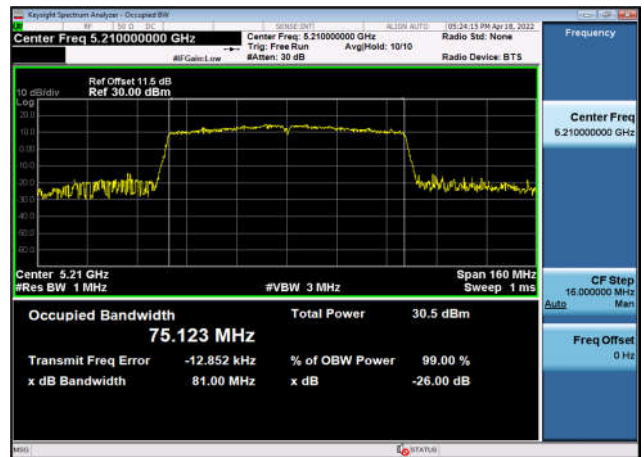 Keysight Spectrum Analyzer - Occupied BW
RF 50 Ω DC SENSE:INT ALIGN AUTO 05:24:15 PM Apr 18, 2022
Center Freq 5.210000000 GHz Center Freq: 5.210000000 GHz Radio Std: None Frequency
Trig: Free Run Avg|Hold: 10/10
#IFGain:Low #Atten: 30 dB Radio Device: BTS
Ref Offset 11.5 dB
10 dB/div Ref 30.00 dBm
Log
20.0
10.0
0.00
-10.0
-20.0
-30.0
-40.0
-50.0
-60.0
Center Freq
5.210000000 GHz
Center 5.21 GHz Span 160 MHz
#Res BW 1 MHz #VBW 3 MHz Sweep 1 ms
CF Step
16.000000 MHz
Auto Man
Occupied Bandwidth Total Power 30.5 dBm
75.123 MHz
Transmit Freq Error -12.852 kHz % of OBW Power 99.00 %
x dB Bandwidth 81.00 MHz x dB -26.00 dB
Freq Offset
0 Hz
MSG STATUS